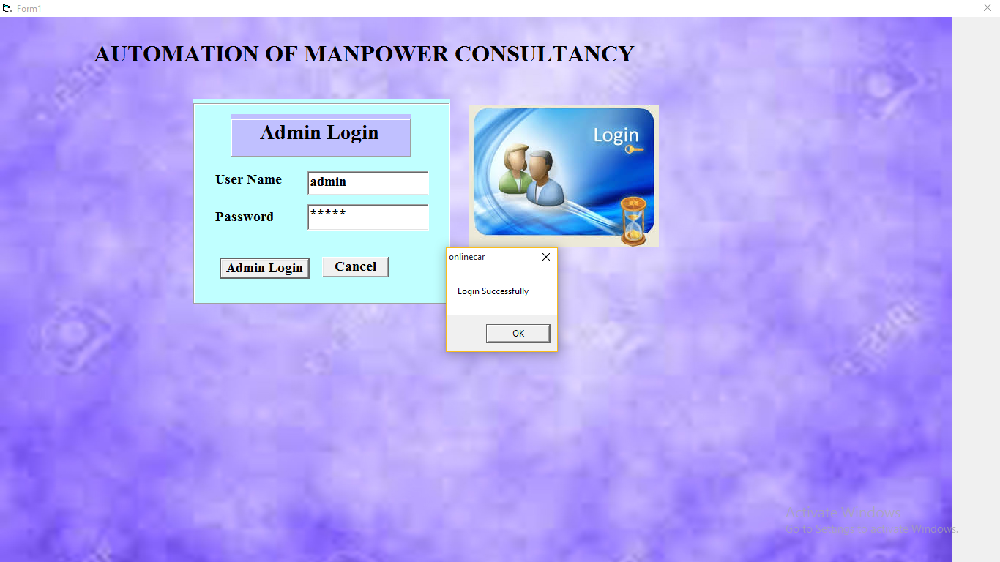 Form1
AUTOMATION OF MANPOWER CONSULTANCY
Admin Login
Login
User Name
admin
Password
*****
onlinecar
Admin Login
Cancel
Login Successfully
OK
Activate Windows
Go to Settings to activate Windows.